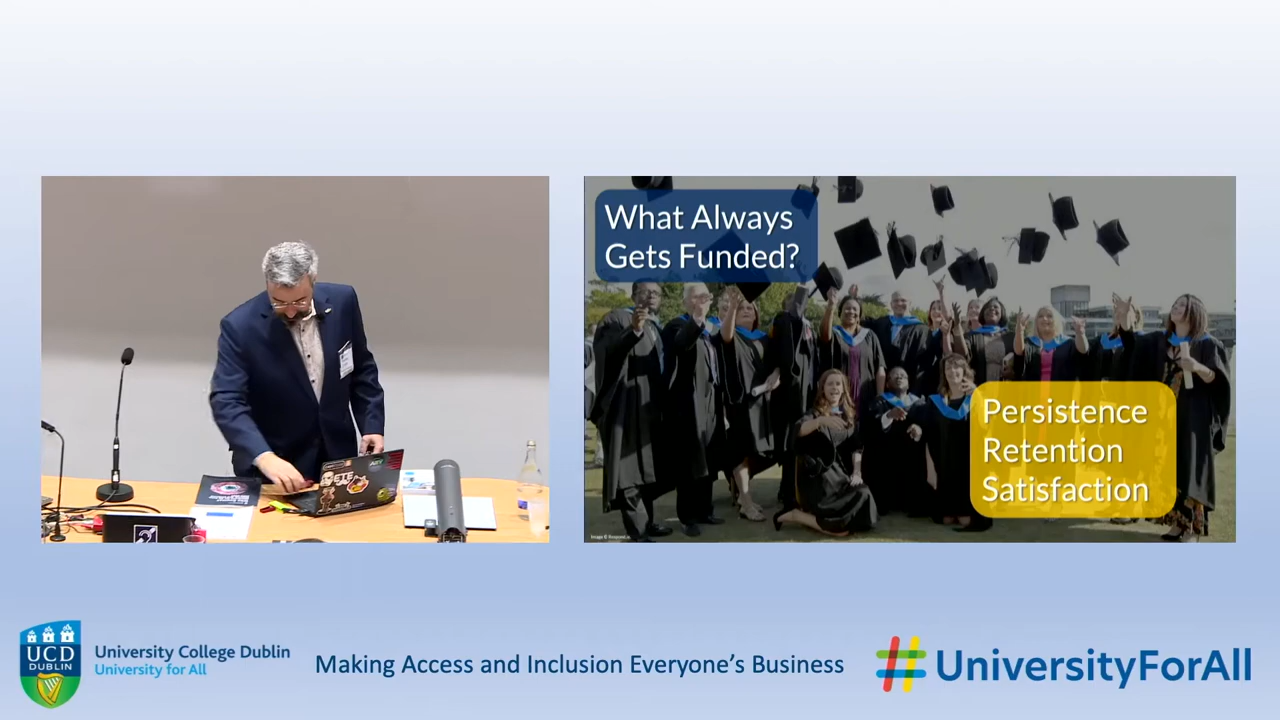 What Always
Gets Funded?
Persistence
Retention
Satisfaction
UCD
DUBLIN
University College Dublin
University for All
Making Access and Inclusion Everyone's Business
#UniversityForAll